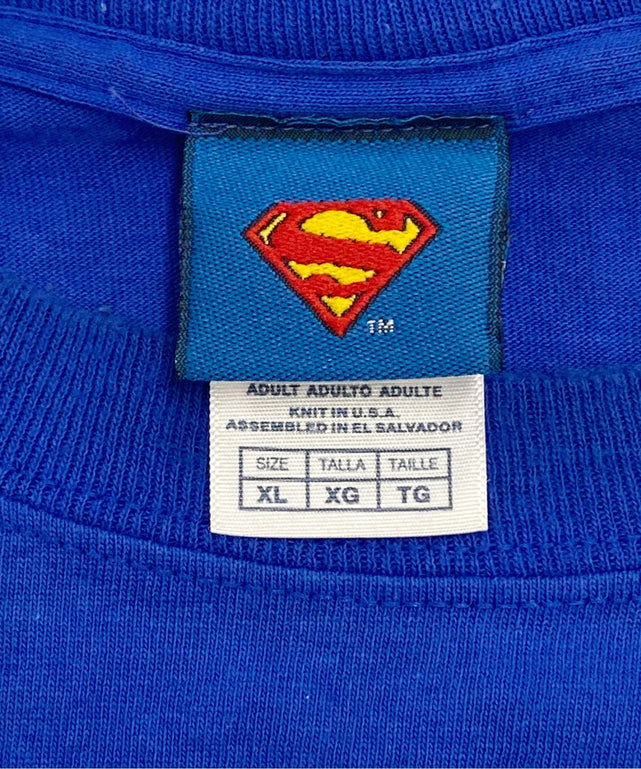 S
TM
ADULT ADULTO ADULTE
KNIT IN U.S.A.
ASSEMBLED IN EL SALVADOR
SIZE TALLA TAILLE
XL XG TG